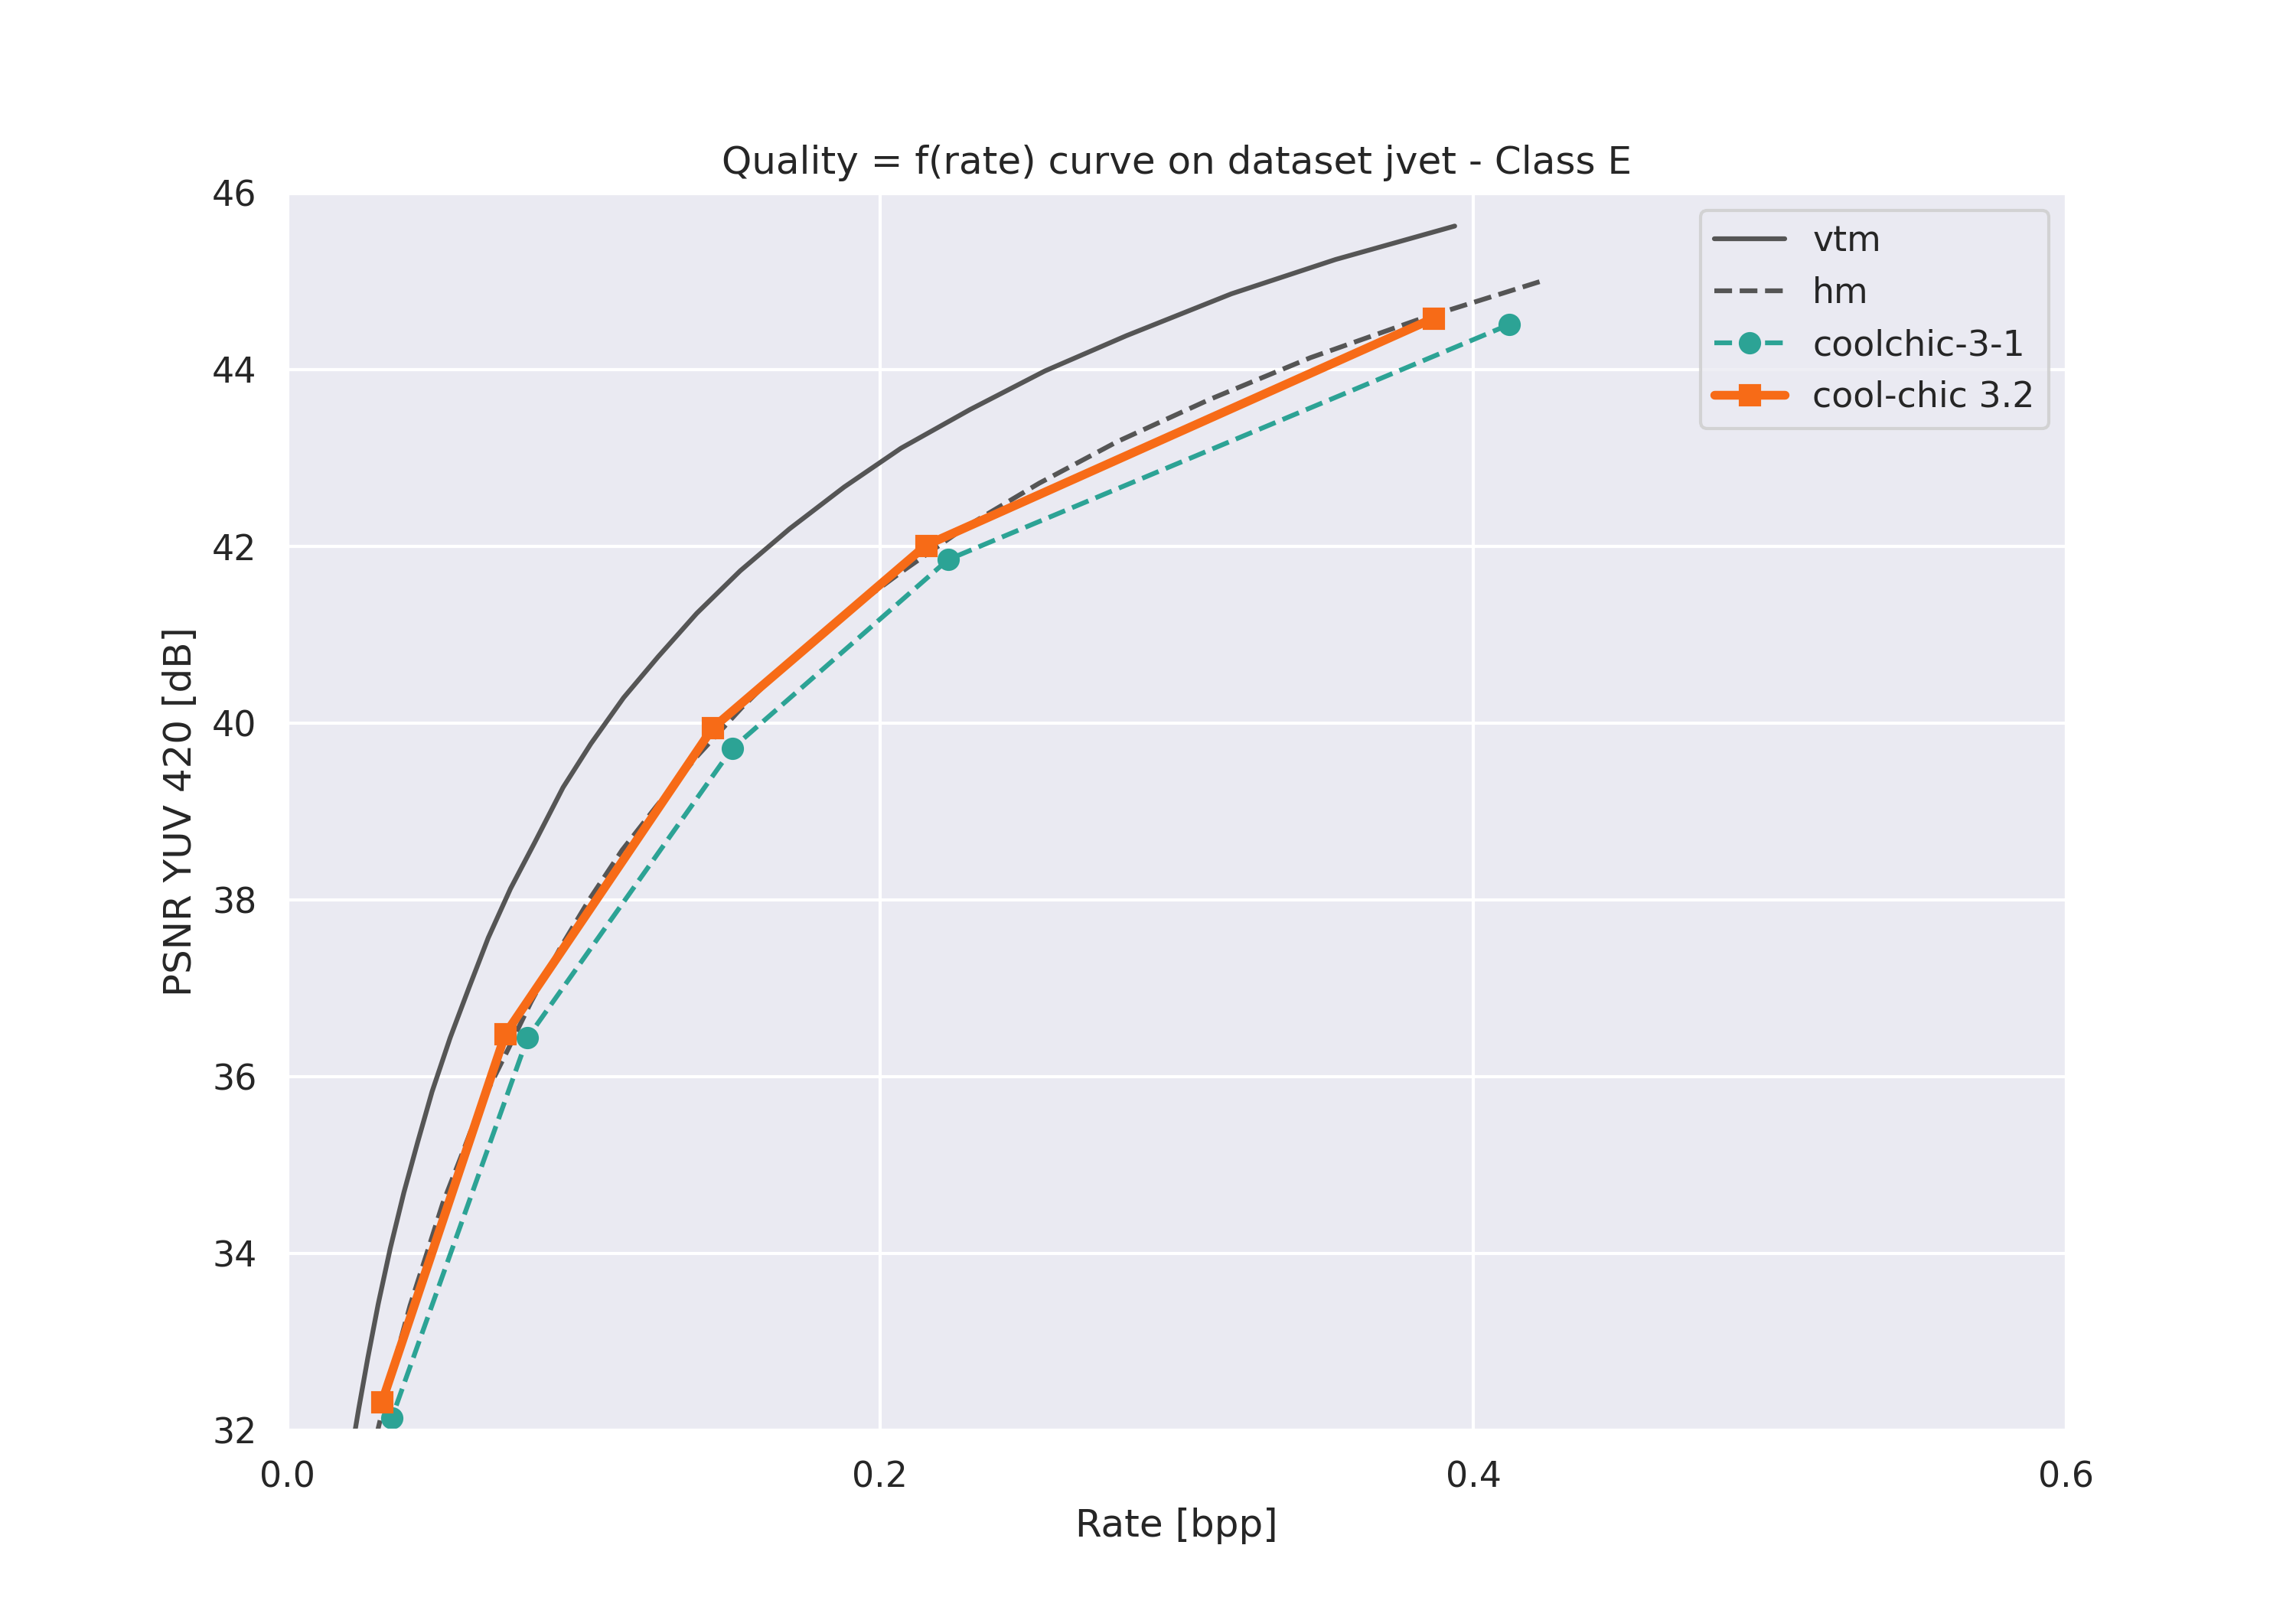 Quality = f(rate) curve on dataset jvet - Class E
46
44
42
40
38
36
34
32
PSNR YUV 420 [dB]
vtm
hm
coolchic-3-1
cool-chic 3.2
0.0
0.2
0.4
0.6
Rate [bpp]